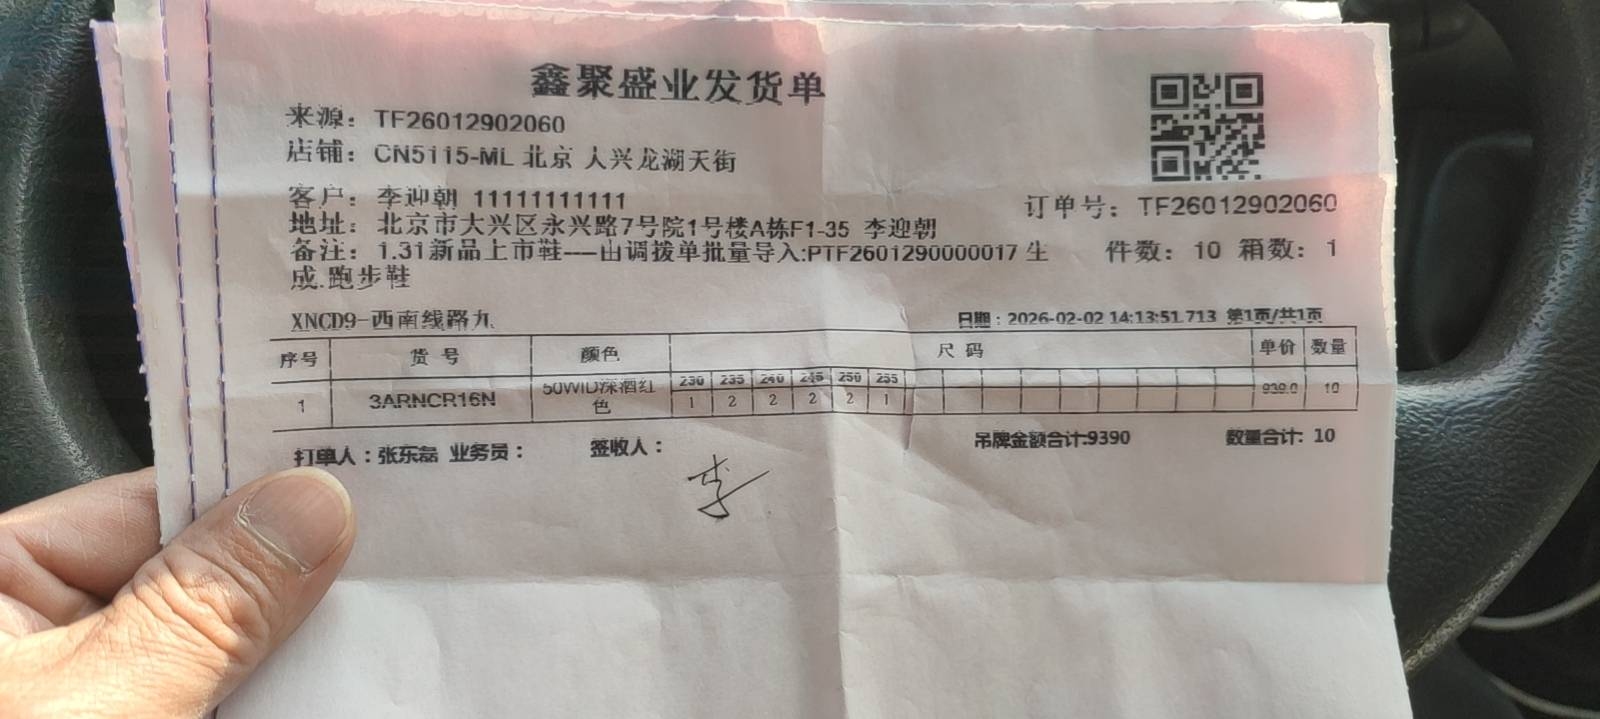 鑫聚盛业发货单
来源：TF26012902060
店铺：CN5115-ML 北京 大兴龙湖天街
客户：李迎朝 11111111111
订单号：TF26012902060
地址：北京市大兴区永兴路7号院1号楼A栋F1-35 李迎朝
备注：1.31新品上市鞋——由调拨单批量导入:PTF2601290000017 生
件数：10 箱数：1
成.跑步鞋
XNCD9-西南线路九
日期：2026-02-02 14:13:51.713 第1页/共1页
序号 货号 颜色 尺码 单价 数量
230 235 240 245 250 255
1 3ARNCR16N 50WID深酒红 939.0 10
色 1 2 2 2 2 1
打单人：张东磊 业务员： 签收人： 吊牌金额合计:9390 数量合计: 10
李